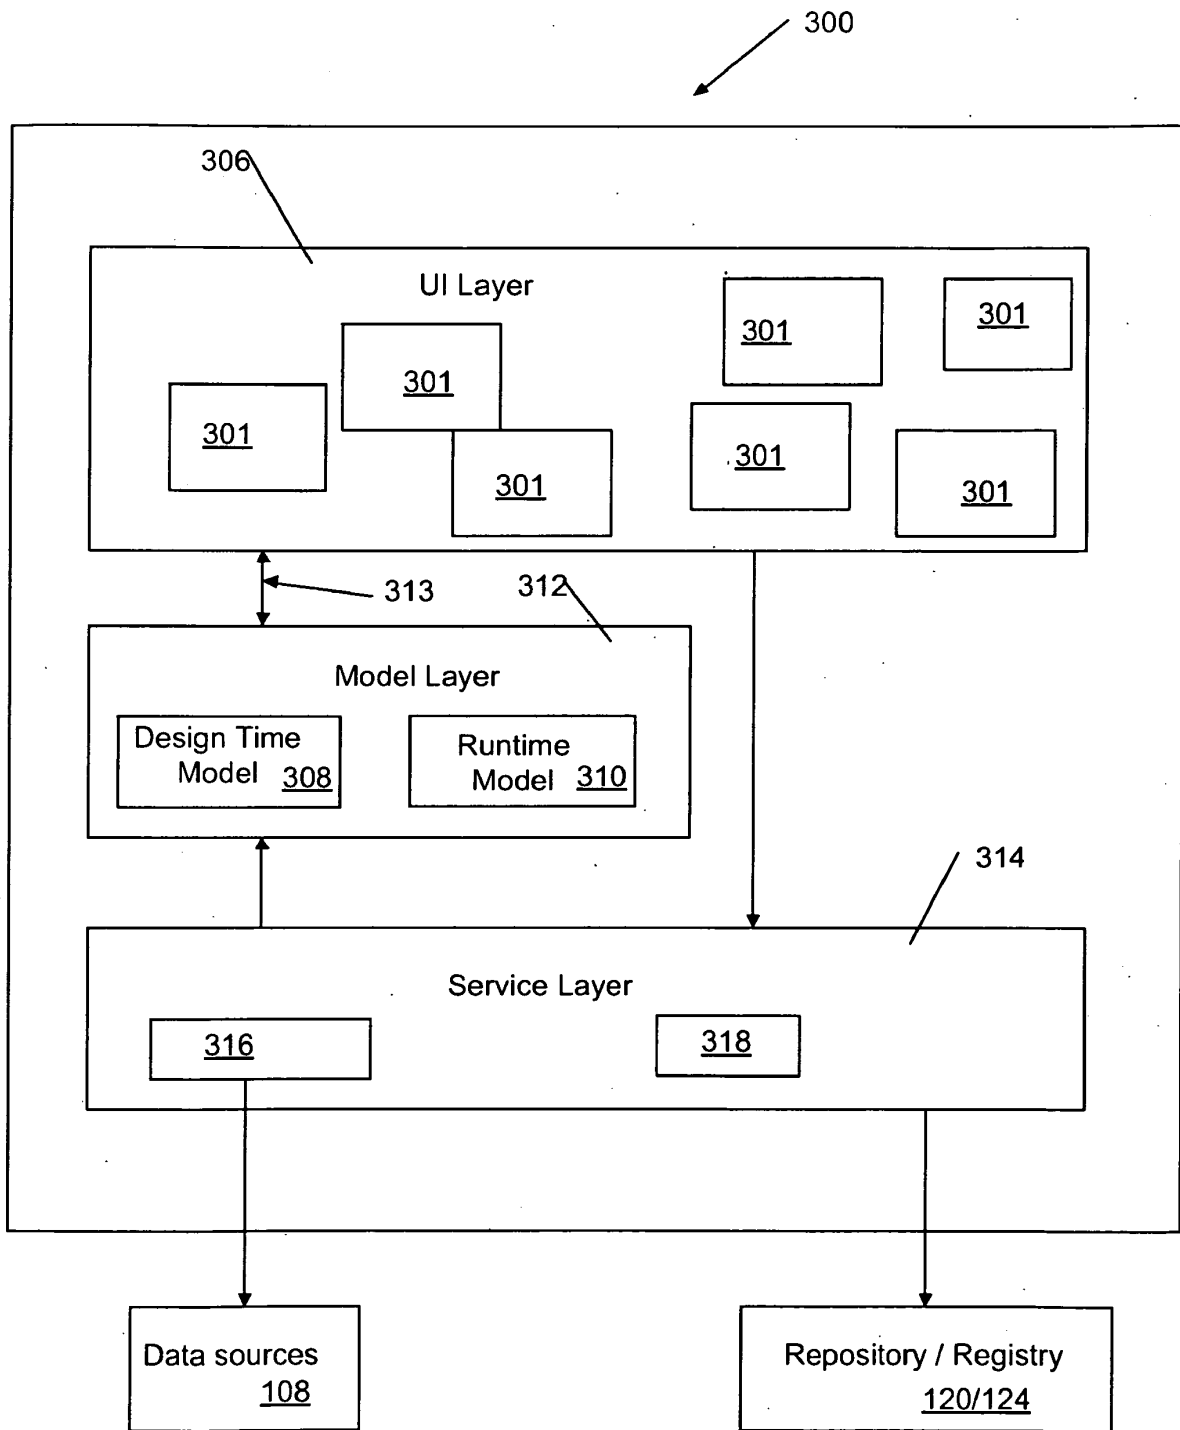 300
306
UI Layer
301
301
301
301
301
301
301
313
312
Model Layer
Design Time
Model 308
Runtime
Model 310
314
Service Layer
316
318
Data sources
108
Repository / Registry
120/124